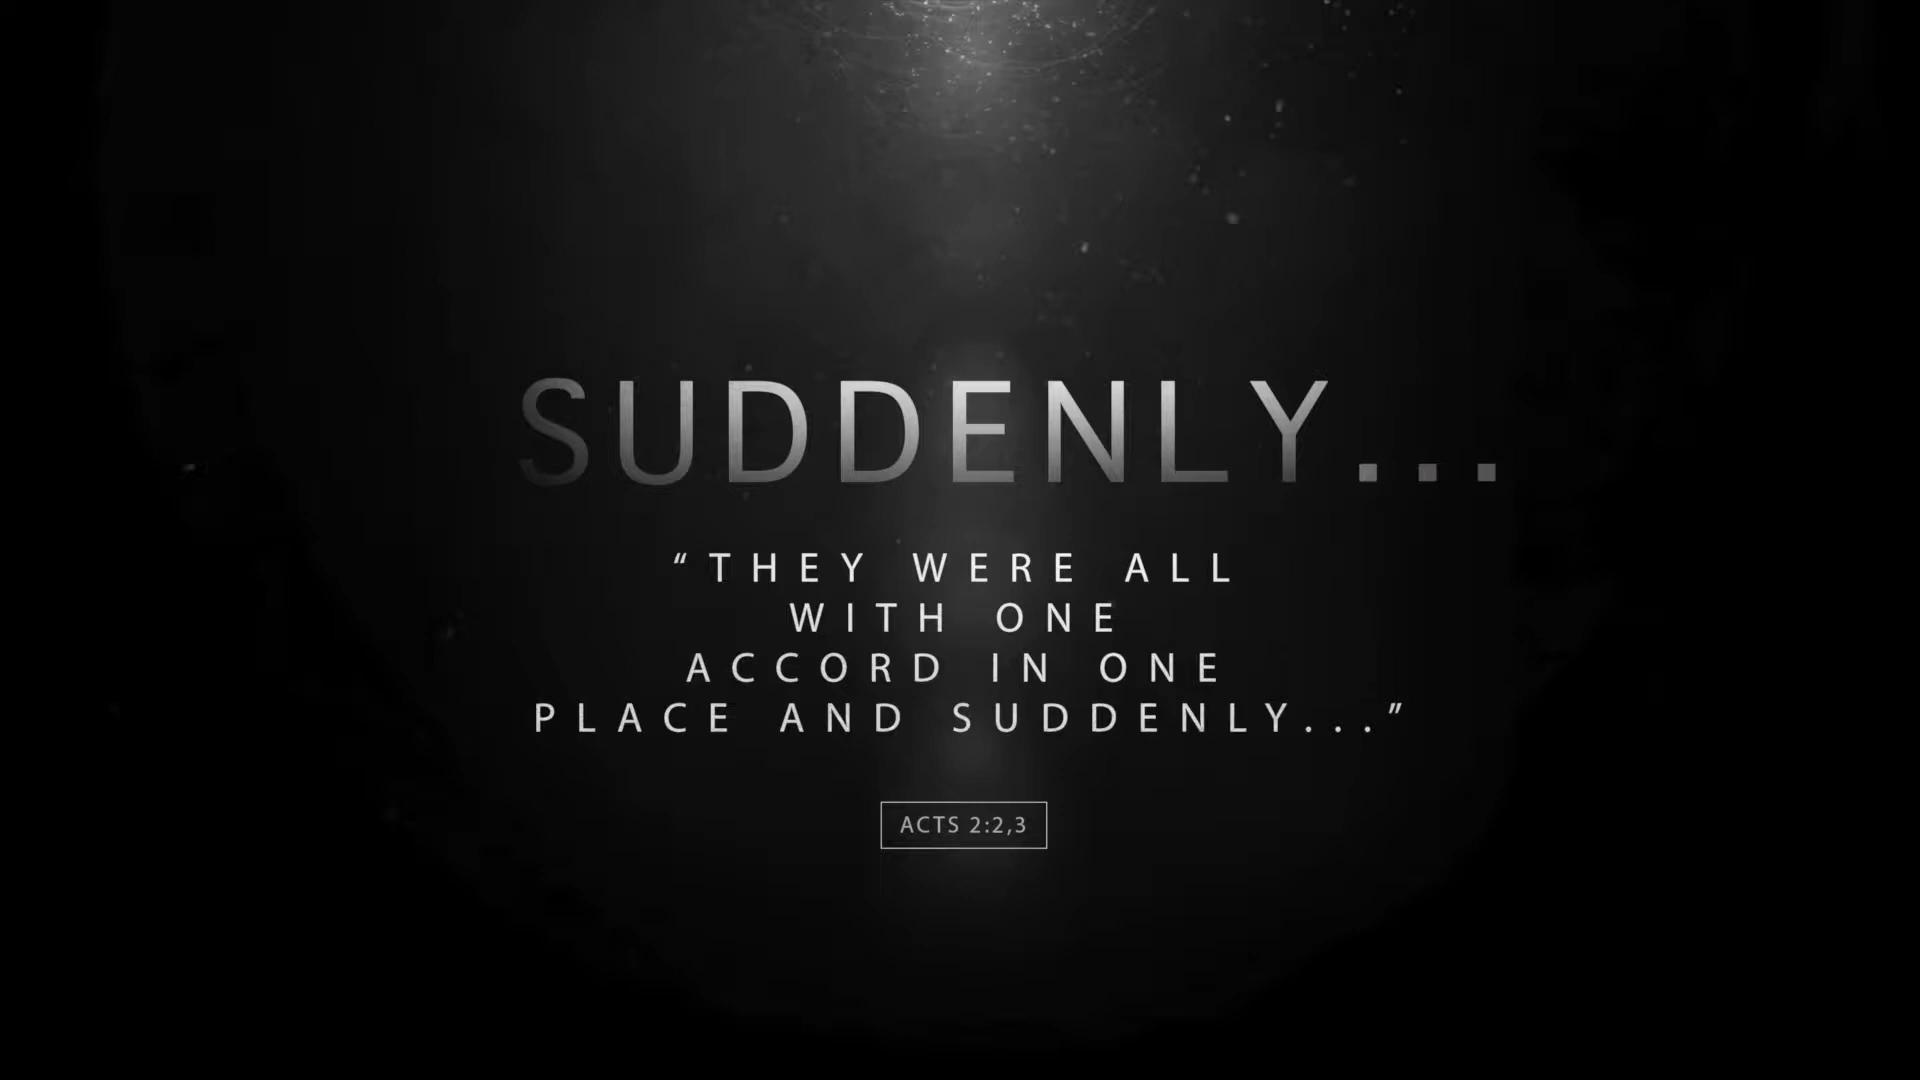 SUDDENLY...
“THEY WERE ALL
WITH ONE
ACCORD IN ONE
PLACE AND SUDDENLY...”
ACTS 2:2,3